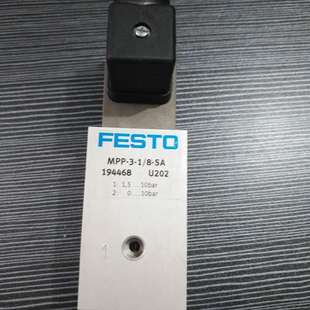 FESTO
MPP-3-1/8-SA
194468 U202
1: 1,5 ...10bar
2: 0 ...10bar
1